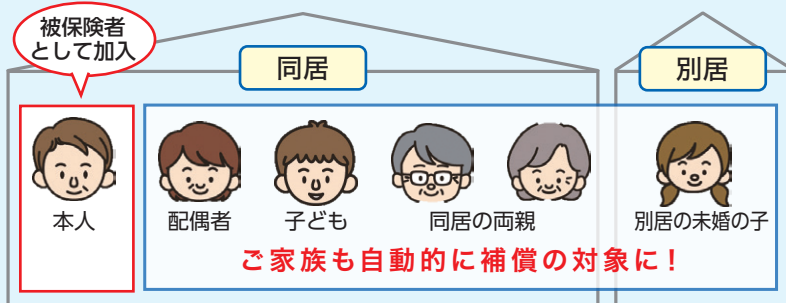 被保険者
として加入
同居
別居
本人
配偶者
子ども
同居の両親
別居の未婚の子
ご家族も自動的に補償の対象に！